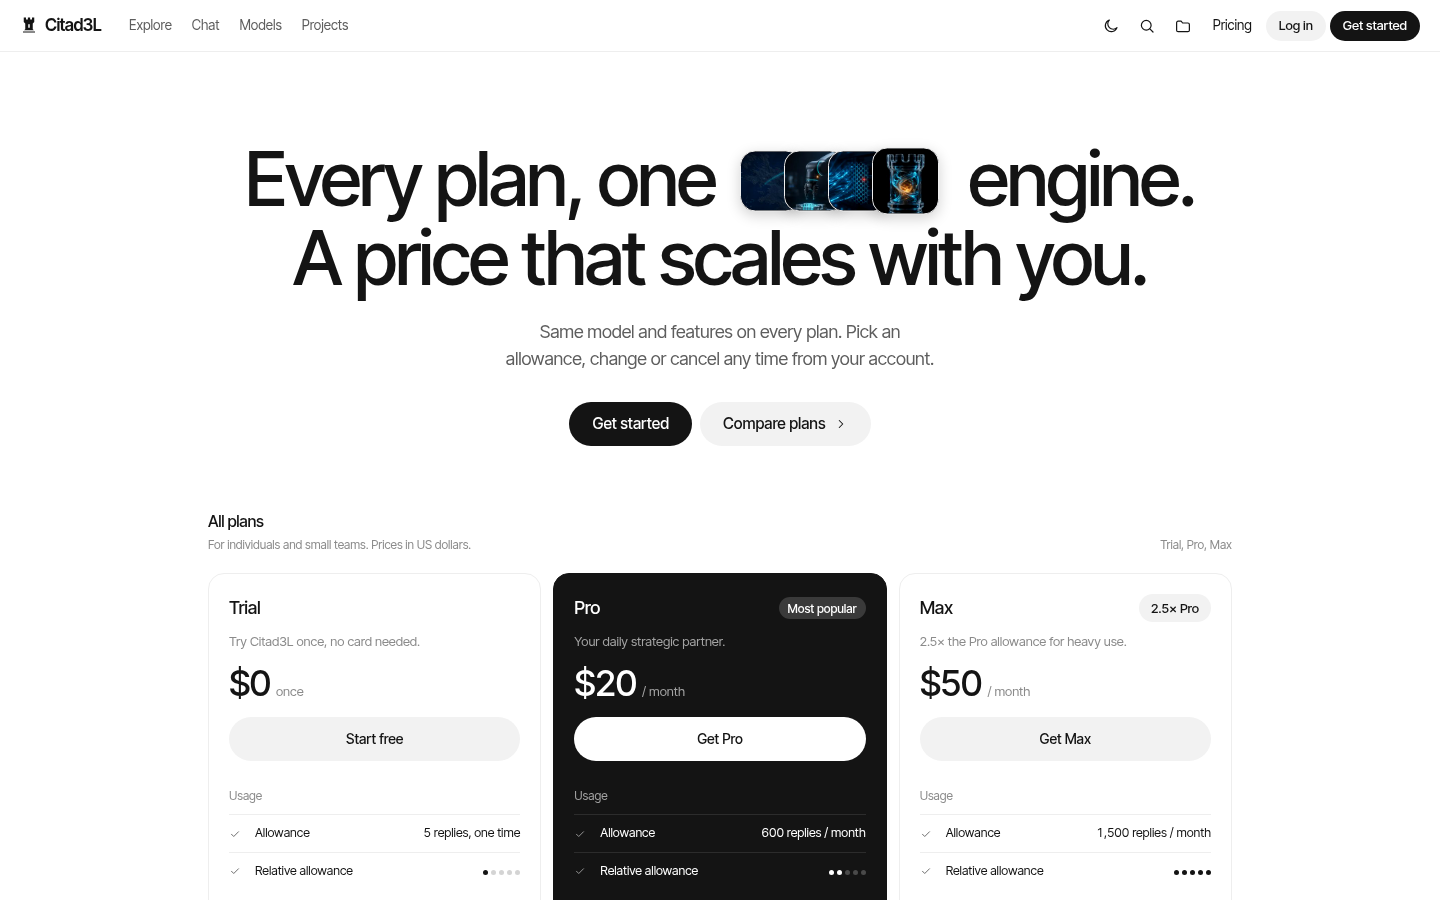 Citad3L Explore Chat Models Projects Pricing Log in Get started
Every plan, one engine.
A price that scales with you.
Same model and features on every plan. Pick an
allowance, change or cancel any time from your account.
Get started Compare plans
All plans
For individuals and small teams. Prices in US dollars. Trial, Pro, Max
Trial
Try Citad3L once, no card needed.
$0 once
Start free
Usage
Allowance 5 replies, one time
Relative allowance
Pro Most popular
Your daily strategic partner.
$20 / month
Get Pro
Usage
Allowance 600 replies / month
Relative allowance
Max 2.5× Pro
2.5× the Pro allowance for heavy use.
$50 / month
Get Max
Usage
Allowance 1,500 replies / month
Relative allowance